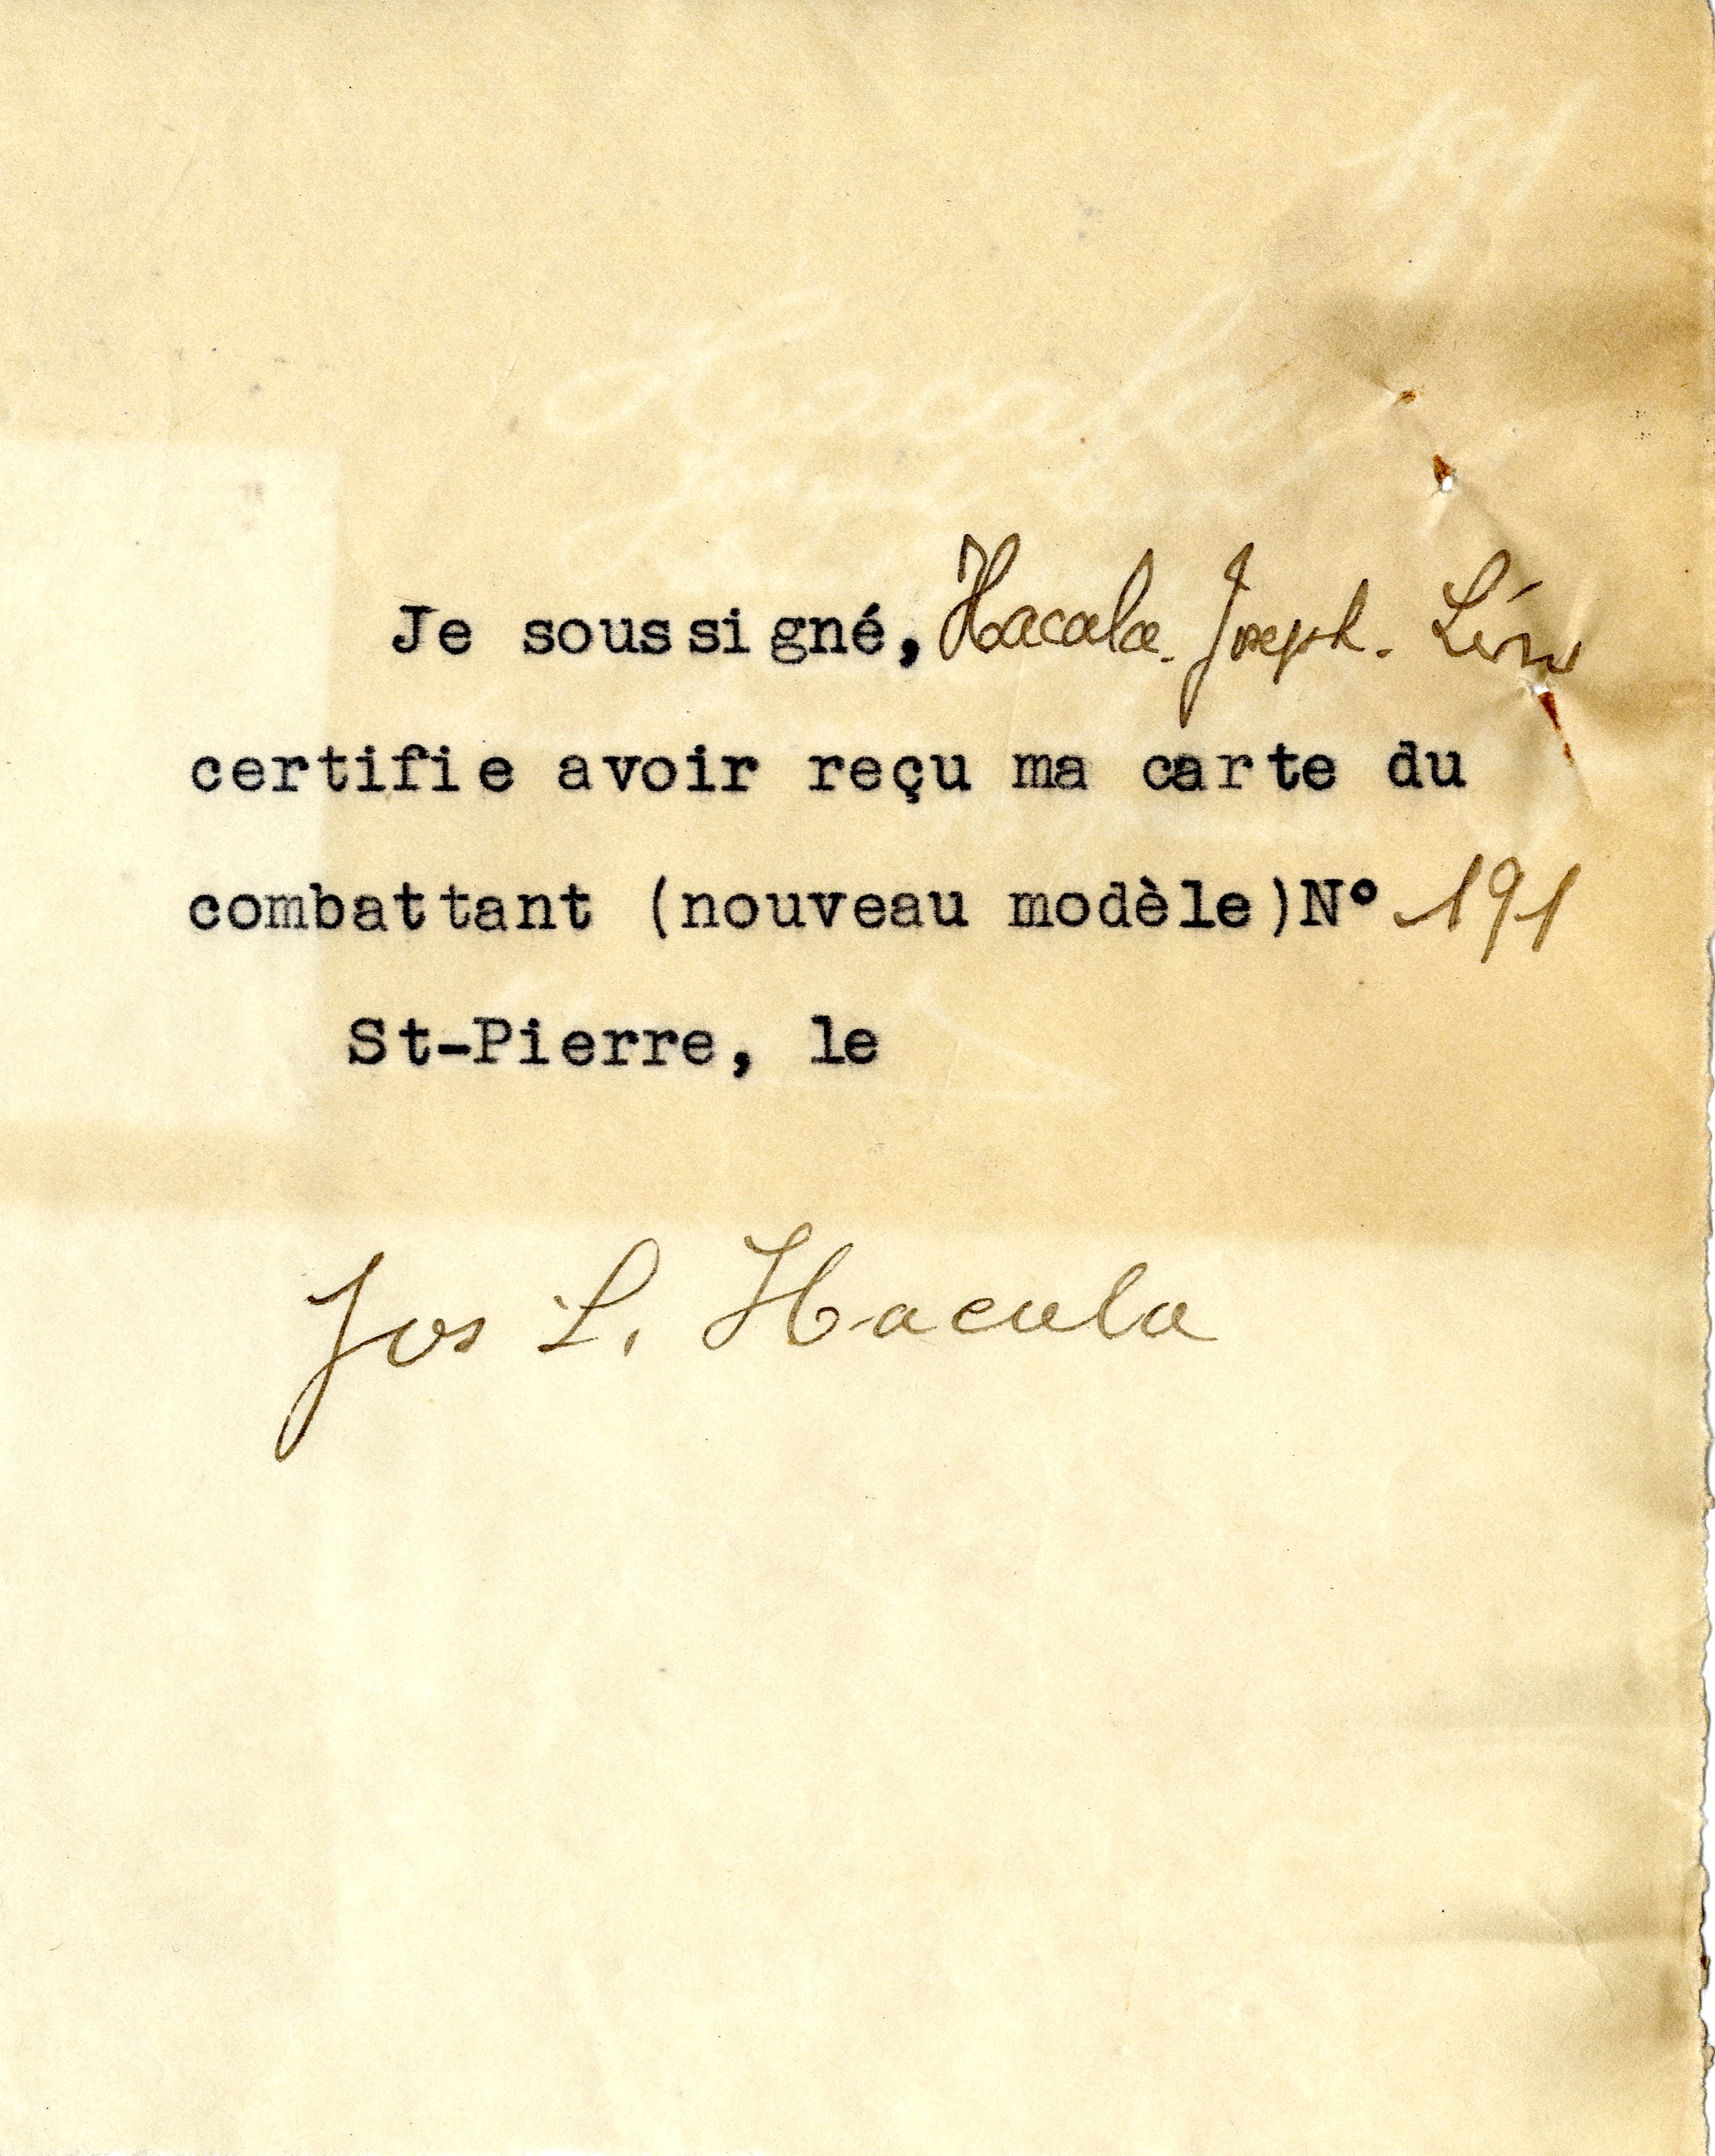 Je soussigné, Hacala. Joseph. Léon
certifie avoir reçu ma carte du
combattant (nouveau modèle) N° 191
St-Pierre, le
Jos L. Hacala